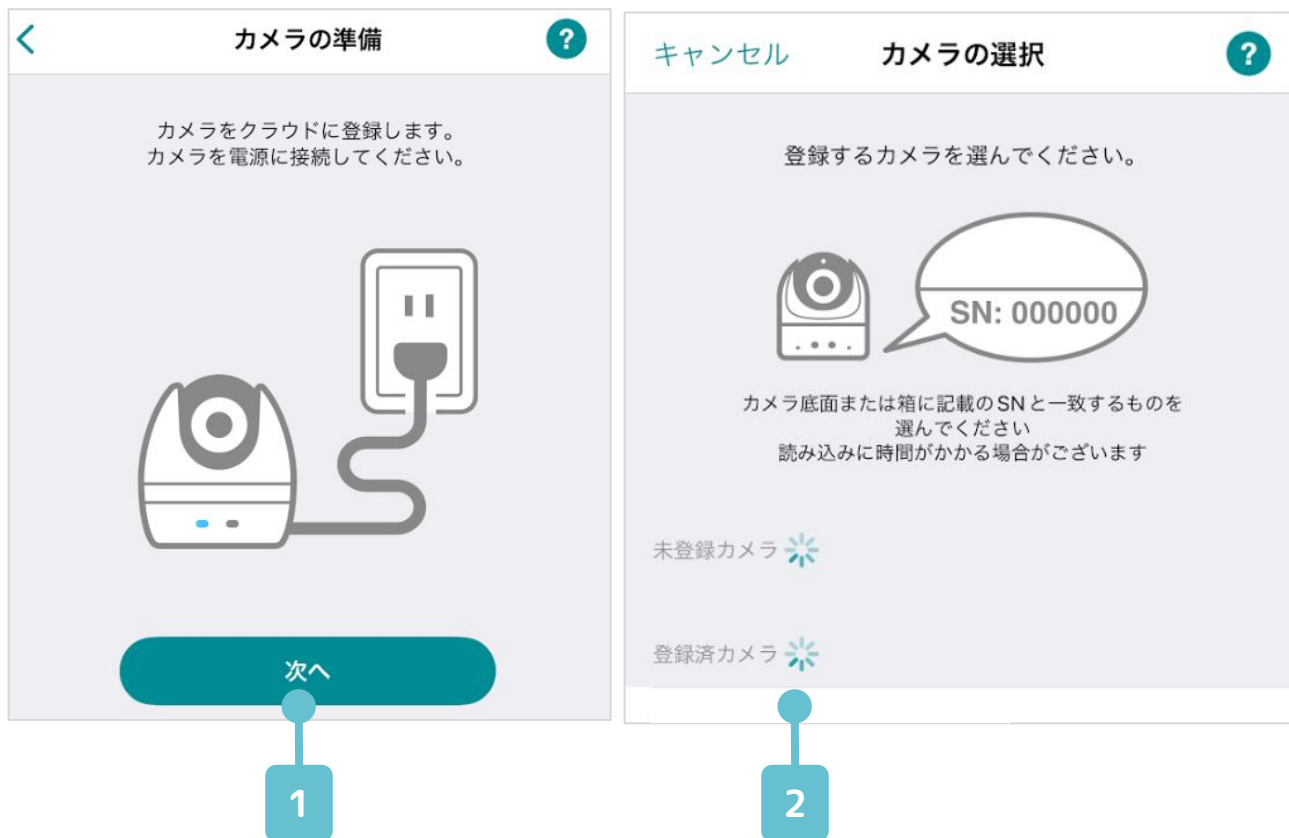 カメラの準備
?
カメラをクラウドに登録します。
カメラを電源に接続してください。
次へ
1
キャンセル
カメラの選択
?
登録するカメラを選んでください。
SN: 000000
カメラ底面または箱に記載のSNと一致するものを
選んでください
読み込みに時間がかかる場合がございます
未登録カメラ
登録済カメラ
2